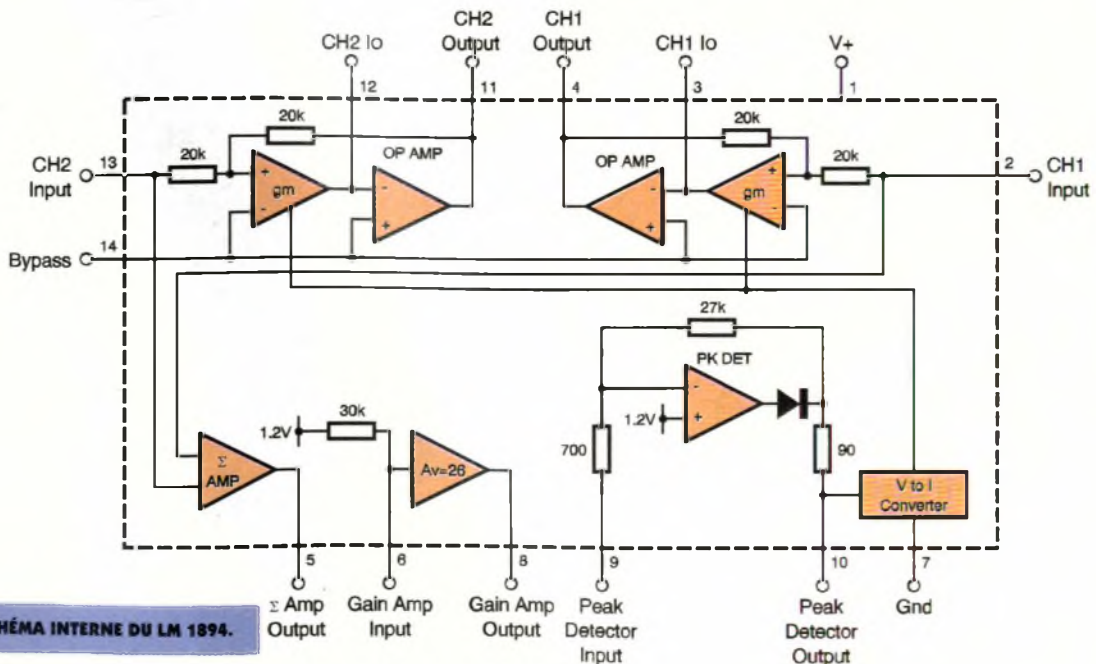 CH2 Io
CH2
Output
CH1
Output
CH1 Io
V+
12
11
4
3
1
20k
20k
OP AMP
OP AMP
20k
20k
CH2
Input
13
+
gm
-
-
+
-
+
+
gm
-
2
CH1
Input
Bypass
14
27k
PK DET
1.2V
-
+
700
90
V to I
Converter
1.2V
30k
Σ
AMP
Av=26
5
6
8
9
10
7
Σ Amp
Output
Gain Amp
Input
Gain Amp
Output
Peak
Detector
Input
Peak
Detector
Output
Gnd
HÉMA INTERNE DU LM 1894.